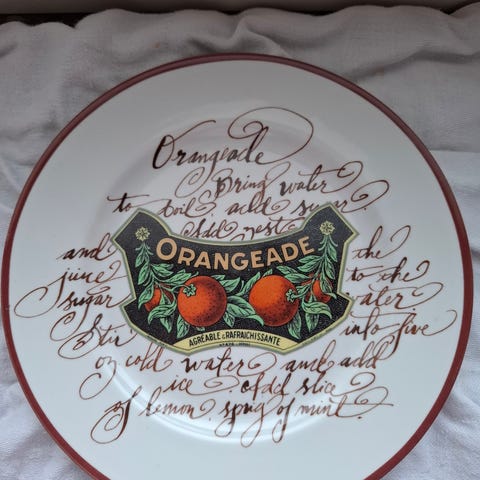 Orangeade
Bring water
to boil add sugar.
Add zest
and the
juice to the
sugar water
ORANGEADE
AGRÉABLE & RAFRAICHISSANTE
Stir into five
oz cold water and add
ice. Add slice
of lemon sprig of mint.